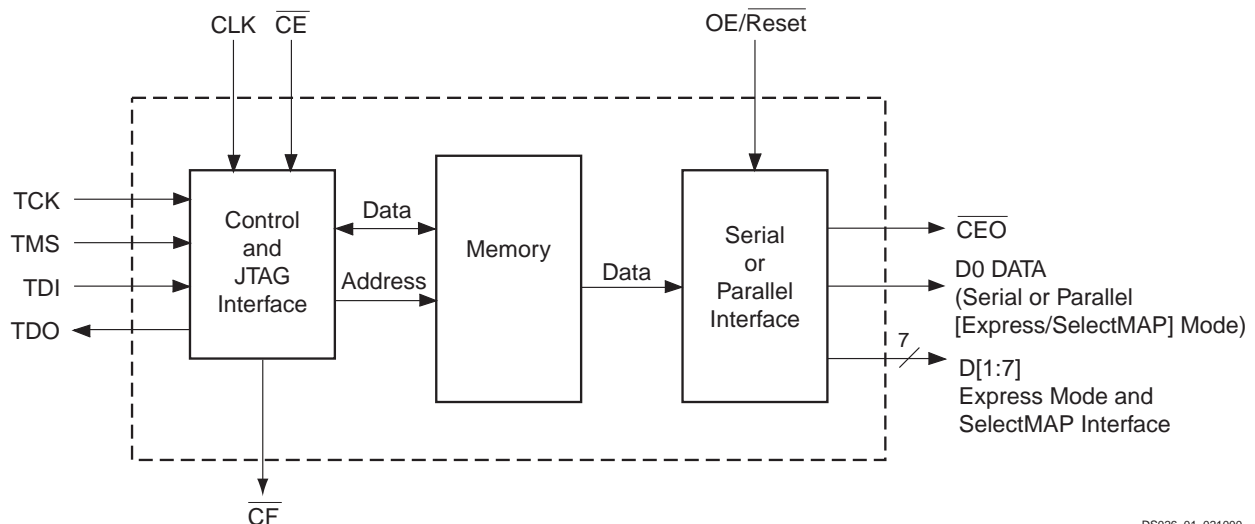 CLK CE OE/Reset
TCK
TMS
TDI
TDO
Control
and
JTAG
Interface
Data
Address
Memory
Data
Serial
or
Parallel
Interface
CEO
D0 DATA
(Serial or Parallel
[Express/SelectMAP] Mode)
7
D[1:7]
Express Mode and
SelectMAP Interface
CF